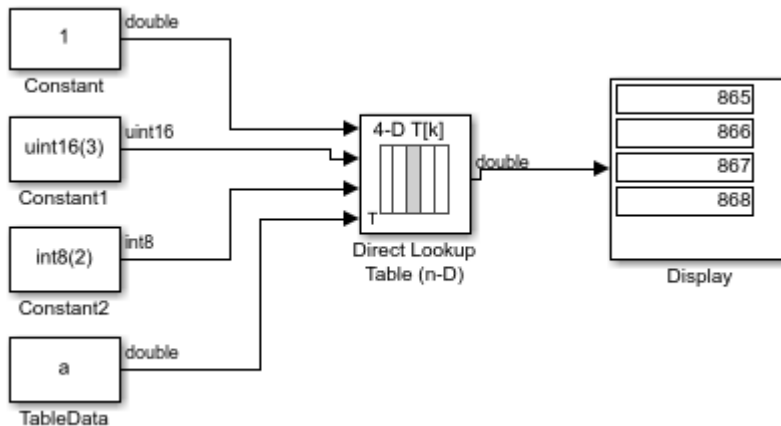 1
double
Constant
uint16(3)
uint16
Constant1
int8(2)
int8
Constant2
a
double
TableData
4-D T[k]
T
Direct Lookup
Table (n-D)
double
865
866
867
868
Display